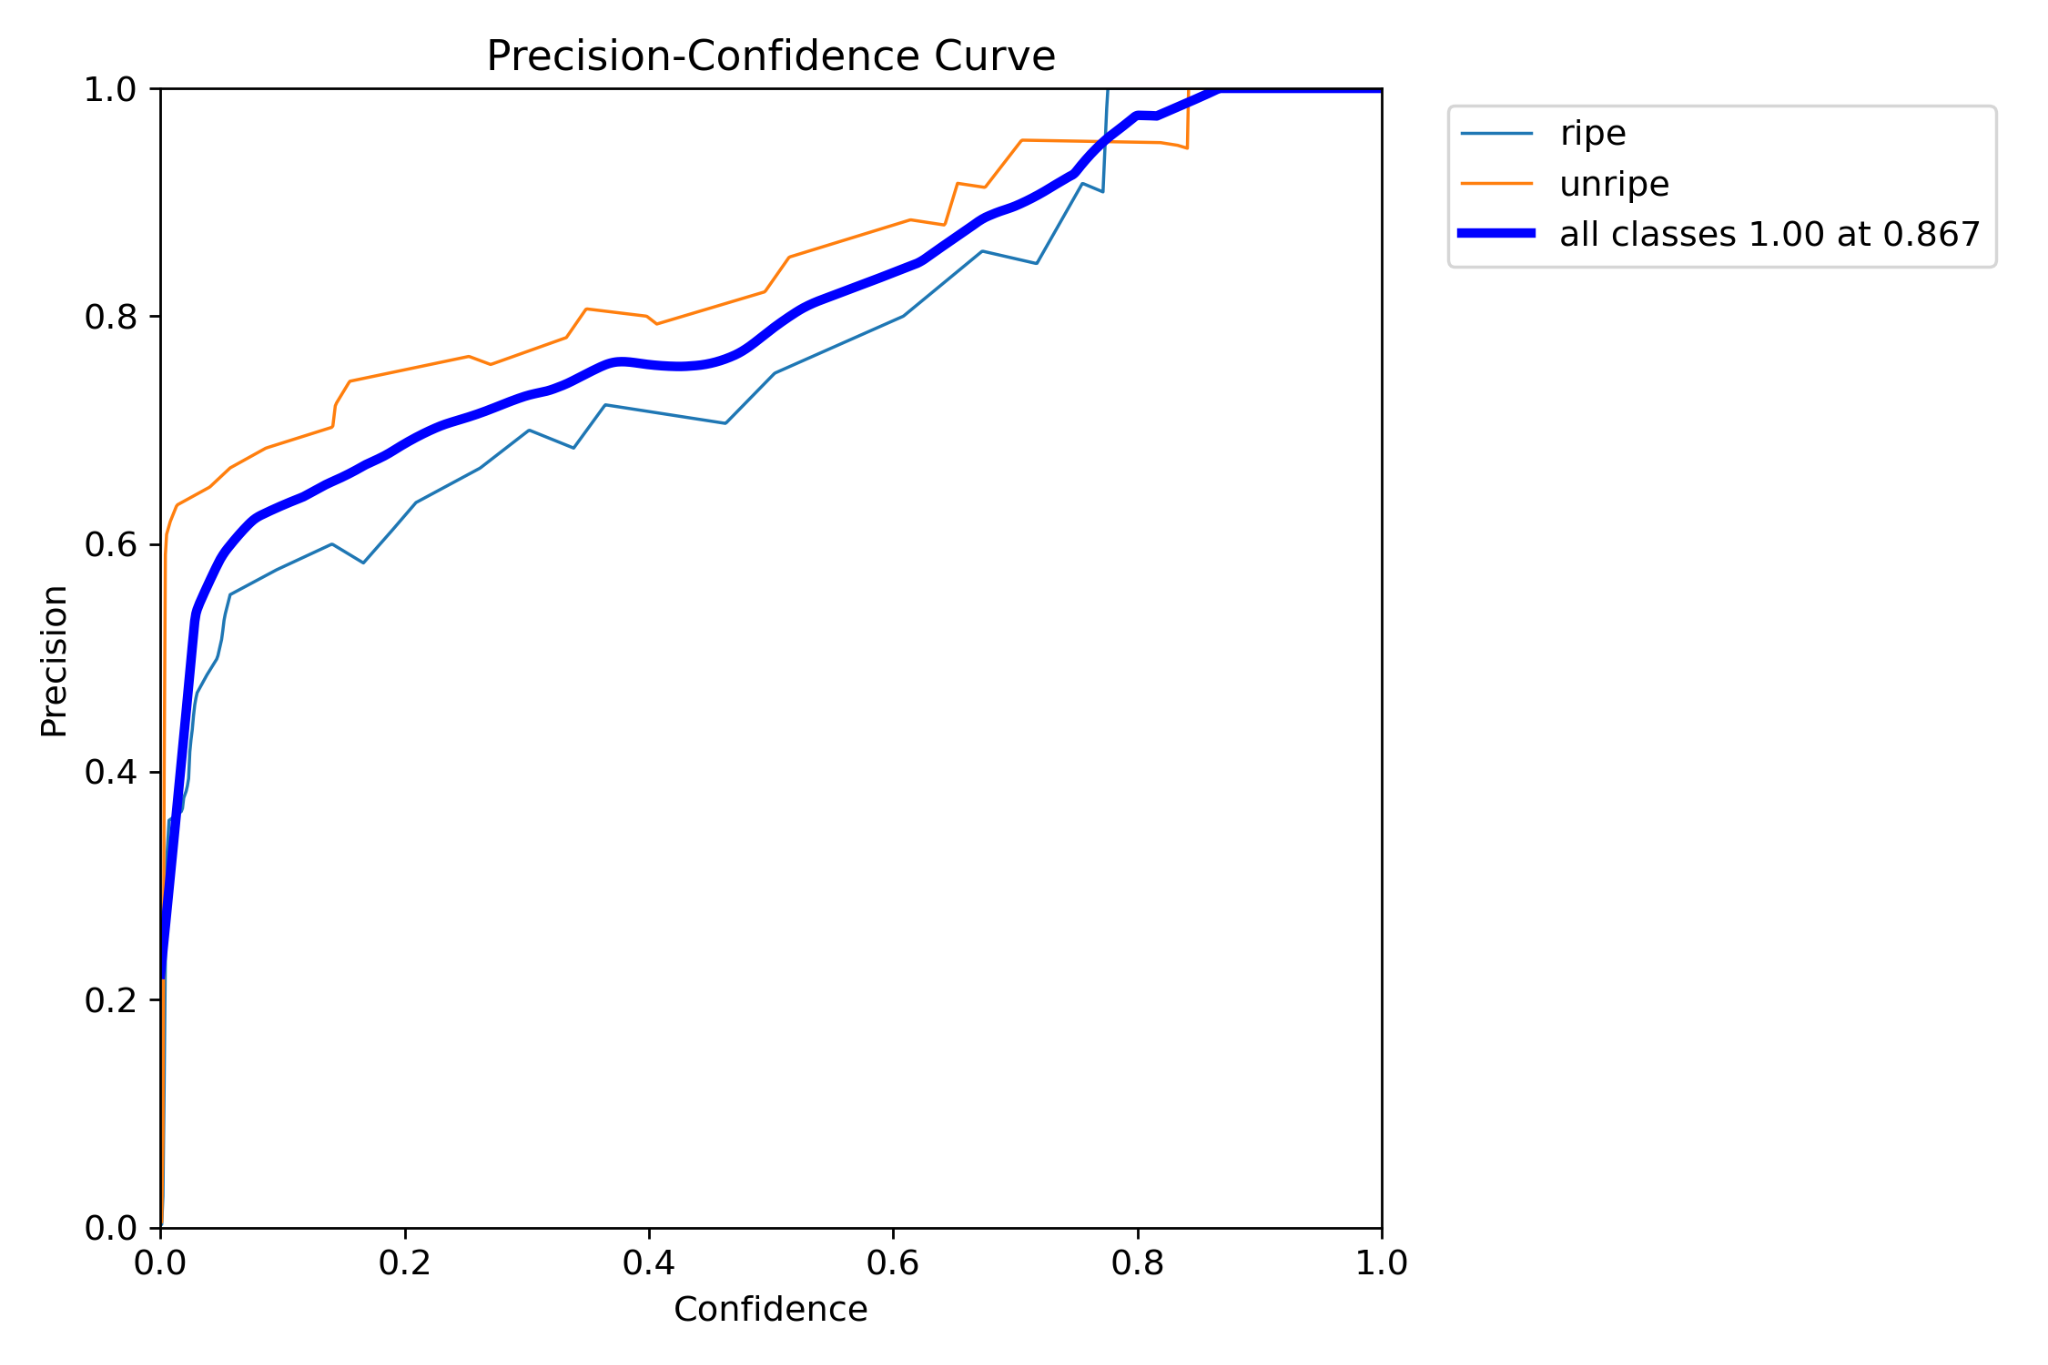 Precision-Confidence Curve
1.0
0.8
0.6
0.4
0.2
0.0
Precision
0.0 0.2 0.4 0.6 0.8 1.0
Confidence
ripe
unripe
all classes 1.00 at 0.867